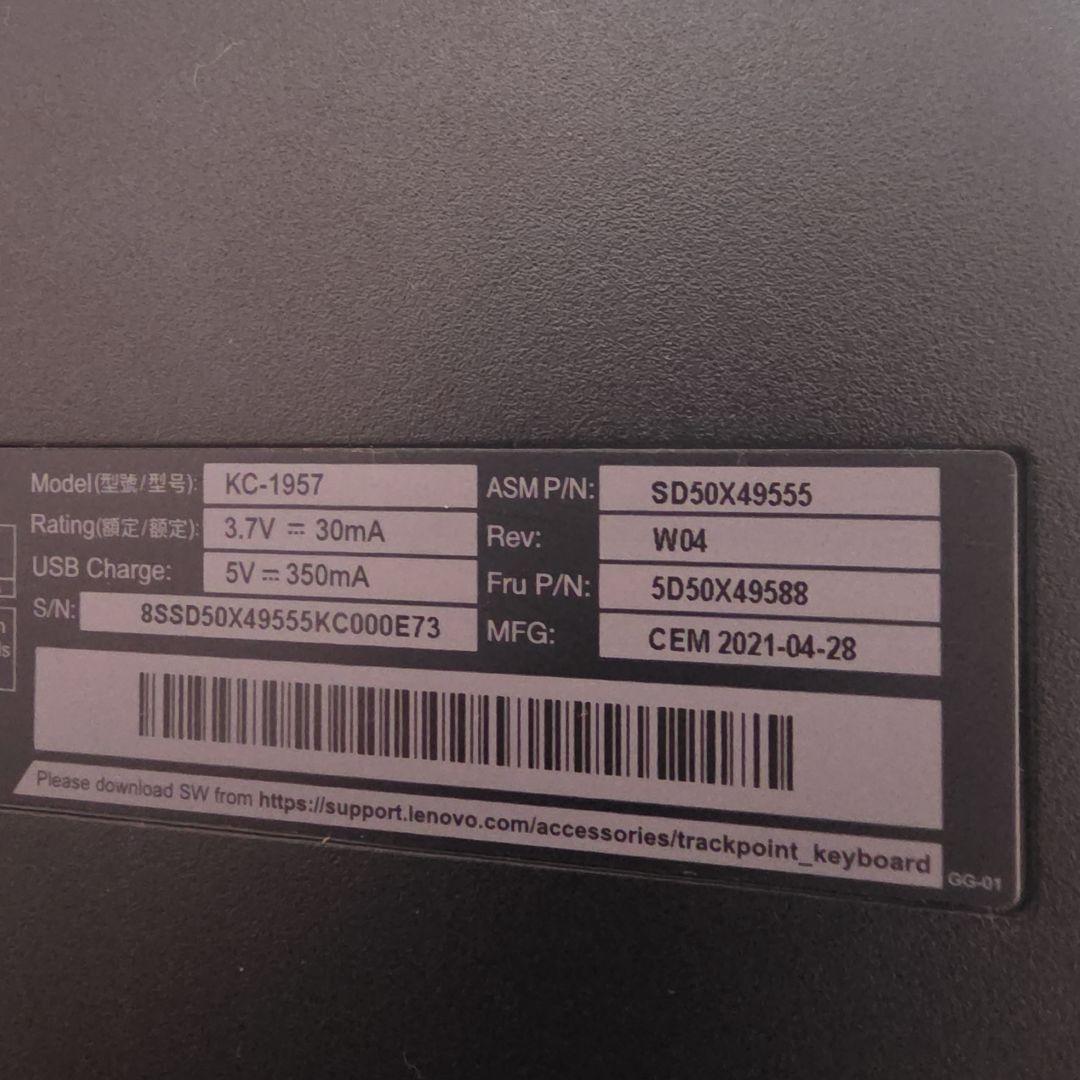 Model(型號/型号): KC-1957
Rating(額定/额定): 3.7V ⎓ 30mA
USB Charge: 5V ⎓ 350mA
S/N: 8SSD50X49555KC000E73
ASM P/N: SD50X49555
Rev: W04
Fru P/N: 5D50X49588
MFG: CEM 2021-04-28
Please download SW from https://support.lenovo.com/accessories/trackpoint_keyboard
GG-01